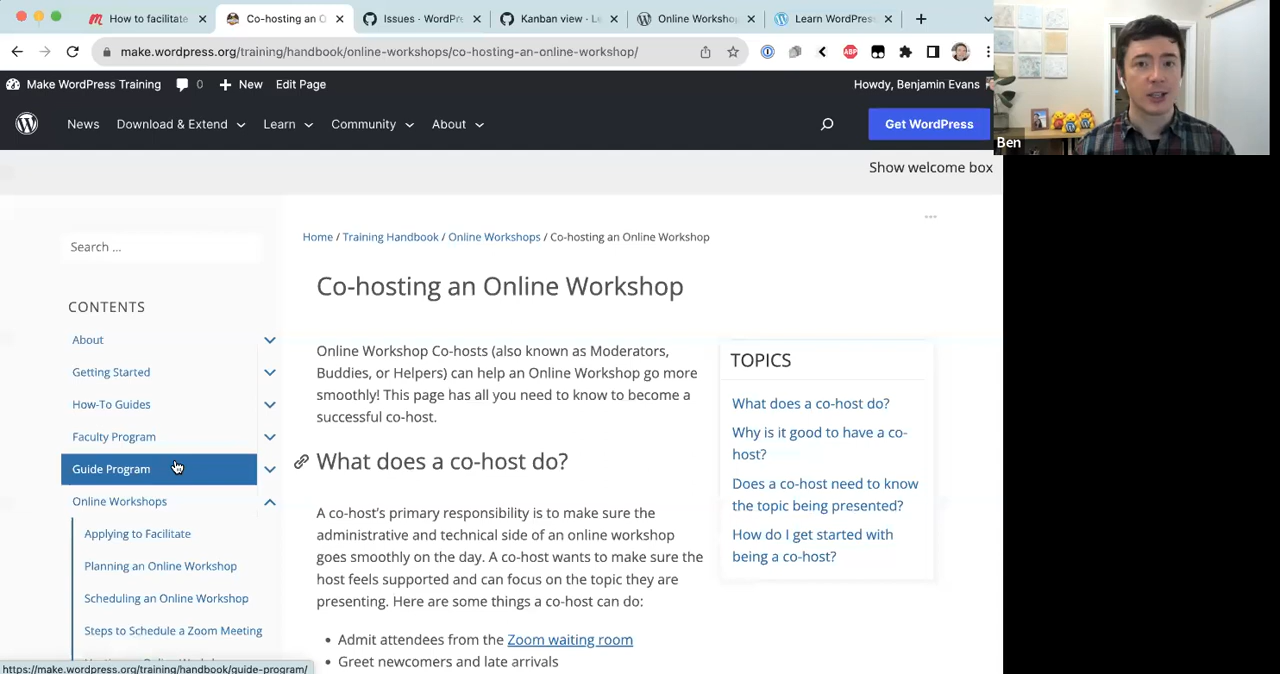 How to facilitate
Co-hosting an O
Issues · WordPre
Kanban view · Le
Online Workshop
Learn WordPress
make.wordpress.org/training/handbook/online-workshops/co-hosting-an-online-workshop/
ABP
Make WordPress Training
0
New
Edit Page
Howdy, Benjamin Evans
News
Download & Extend
Learn
Community
About
Get WordPress
Ben
Show welcome box
Search ...
Home / Training Handbook / Online Workshops / Co-hosting an Online Workshop
Co-hosting an Online Workshop
CONTENTS
About
Getting Started
How-To Guides
Faculty Program
Guide Program
Online Workshops
Applying to Facilitate
Planning an Online Workshop
Scheduling an Online Workshop
Steps to Schedule a Zoom Meeting
Online Workshop Co-hosts (also known as Moderators,
Buddies, or Helpers) can help an Online Workshop go more
smoothly! This page has all you need to know to become a
successful co-host.
What does a co-host do?
A co-host's primary responsibility is to make sure the
administrative and technical side of an online workshop
goes smoothly on the day. A co-host wants to make sure the
host feels supported and can focus on the topic they are
presenting. Here are some things a co-host can do:
• Admit attendees from the Zoom waiting room
• Greet newcomers and late arrivals
TOPICS
What does a co-host do?
Why is it good to have a co-
host?
Does a co-host need to know
the topic being presented?
How do I get started with
being a co-host?
https://make.wordpress.org/training/handbook/guide-program/